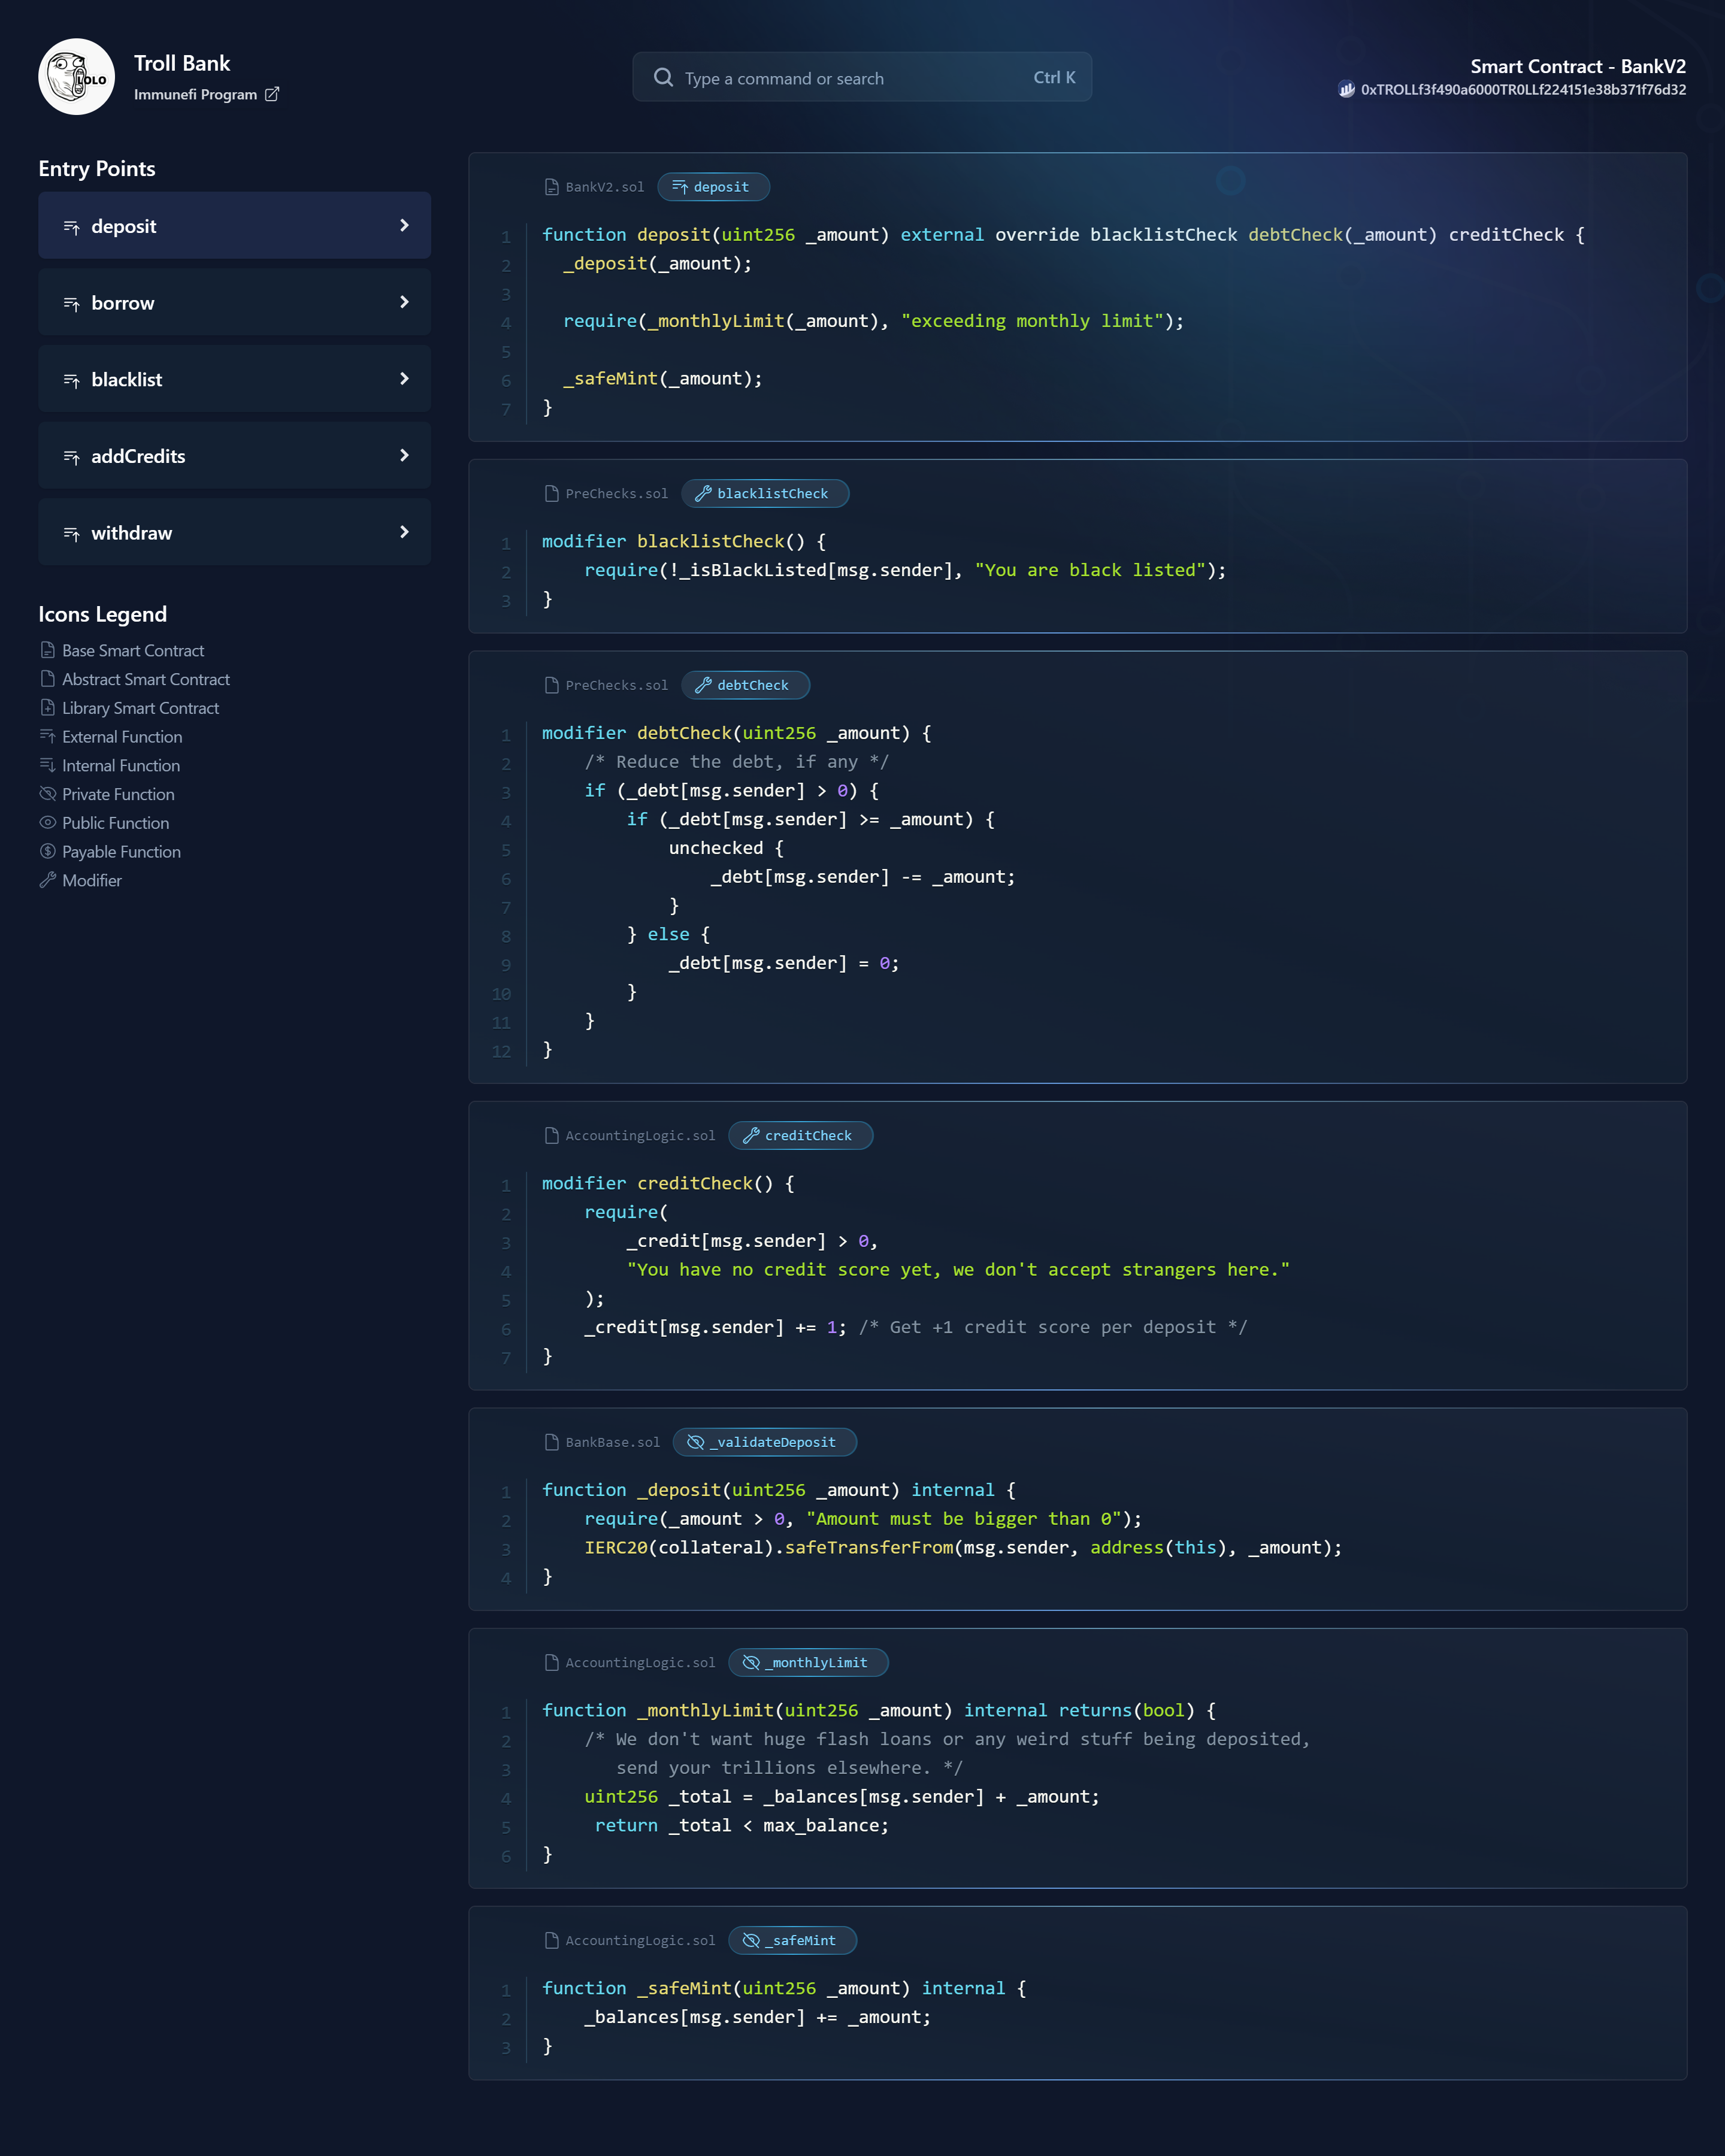 LOLO
Troll Bank
Immunefi Program
Type a command or search Ctrl K
Smart Contract - BankV2
0xTROLLf3f490a6000TR0LLf224151e38b371f76d32
Entry Points
deposit
borrow
blacklist
addCredits
withdraw
Icons Legend
Base Smart Contract
Abstract Smart Contract
Library Smart Contract
External Function
Internal Function
Private Function
Public Function
Payable Function
Modifier
BankV2.sol deposit
1 function deposit(uint256 _amount) external override blacklistCheck debtCheck(_amount) creditCheck {
2 _deposit(_amount);
3
4 require(_monthlyLimit(_amount), "exceeding monthly limit");
5
6 _safeMint(_amount);
7 }
PreChecks.sol blacklistCheck
1 modifier blacklistCheck() {
2 require(!_isBlackListed[msg.sender], "You are black listed");
3 }
PreChecks.sol debtCheck
1 modifier debtCheck(uint256 _amount) {
2 /* Reduce the debt, if any */
3 if (_debt[msg.sender] > 0) {
4 if (_debt[msg.sender] >= _amount) {
5 unchecked {
6 _debt[msg.sender] -= _amount;
7 }
8 } else {
9 _debt[msg.sender] = 0;
10 }
11 }
12 }
AccountingLogic.sol creditCheck
1 modifier creditCheck() {
2 require(
3 _credit[msg.sender] > 0,
4 "You have no credit score yet, we don't accept strangers here."
5 );
6 _credit[msg.sender] += 1; /* Get +1 credit score per deposit */
7 }
BankBase.sol _validateDeposit
1 function _deposit(uint256 _amount) internal {
2 require(_amount > 0, "Amount must be bigger than 0");
3 IERC20(collateral).safeTransferFrom(msg.sender, address(this), _amount);
4 }
AccountingLogic.sol _monthlyLimit
1 function _monthlyLimit(uint256 _amount) internal returns(bool) {
2 /* We don't want huge flash loans or any weird stuff being deposited,
3 send your trillions elsewhere. */
4 uint256 _total = _balances[msg.sender] + _amount;
5 return _total < max_balance;
6 }
AccountingLogic.sol _safeMint
1 function _safeMint(uint256 _amount) internal {
2 _balances[msg.sender] += _amount;
3 }